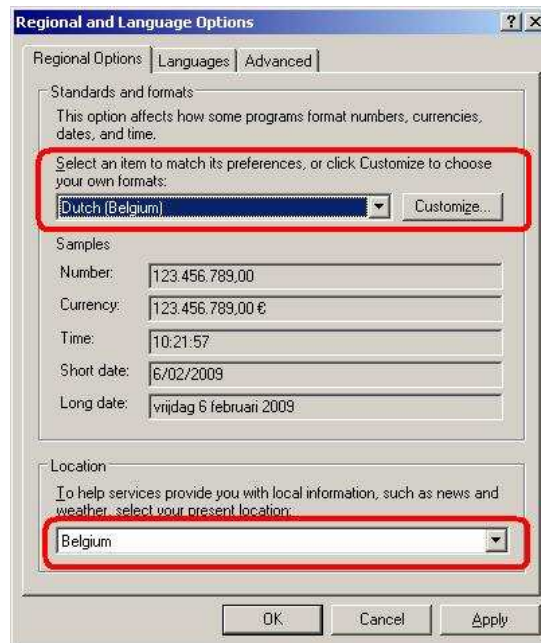 Regional and Language Options
Regional Options Languages Advanced
Standards and formats
This option affects how some programs format numbers, currencies,
dates, and time.
Select an item to match its preferences, or click Customize to choose
your own formats:
Dutch (Belgium) Customize...
Samples
Number: 123.456.789,00
Currency: 123.456.789,00 €
Time: 10:21:57
Short date: 6/02/2009
Long date: vrijdag 6 februari 2009
Location
To help services provide you with local information, such as news and
weather, select your present location:
Belgium
OK Cancel Apply